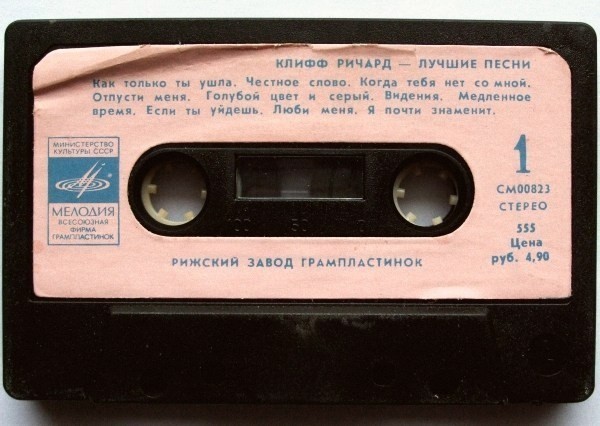 КЛИФФ РИЧАРД — ЛУЧШИЕ ПЕСНИ
Как только ты ушла. Честное слово. Когда тебя нет со мной.
Отпусти меня. Голубой цвет и серый. Видения. Медленное
время. Если ты уйдешь. Люби меня. Я почти знаменит.
МИНИСТЕРСТВО
КУЛЬТУРЫ СССР
МЕЛОДИЯ
ВСЕСОЮЗНАЯ
ФИРМА
ГРАМПЛАСТИНОК
1
СМ00823
СТЕРЕО
555
Цена
руб. 4,90
100 50
РИЖСКИЙ ЗАВОД ГРАМПЛАСТИНОК